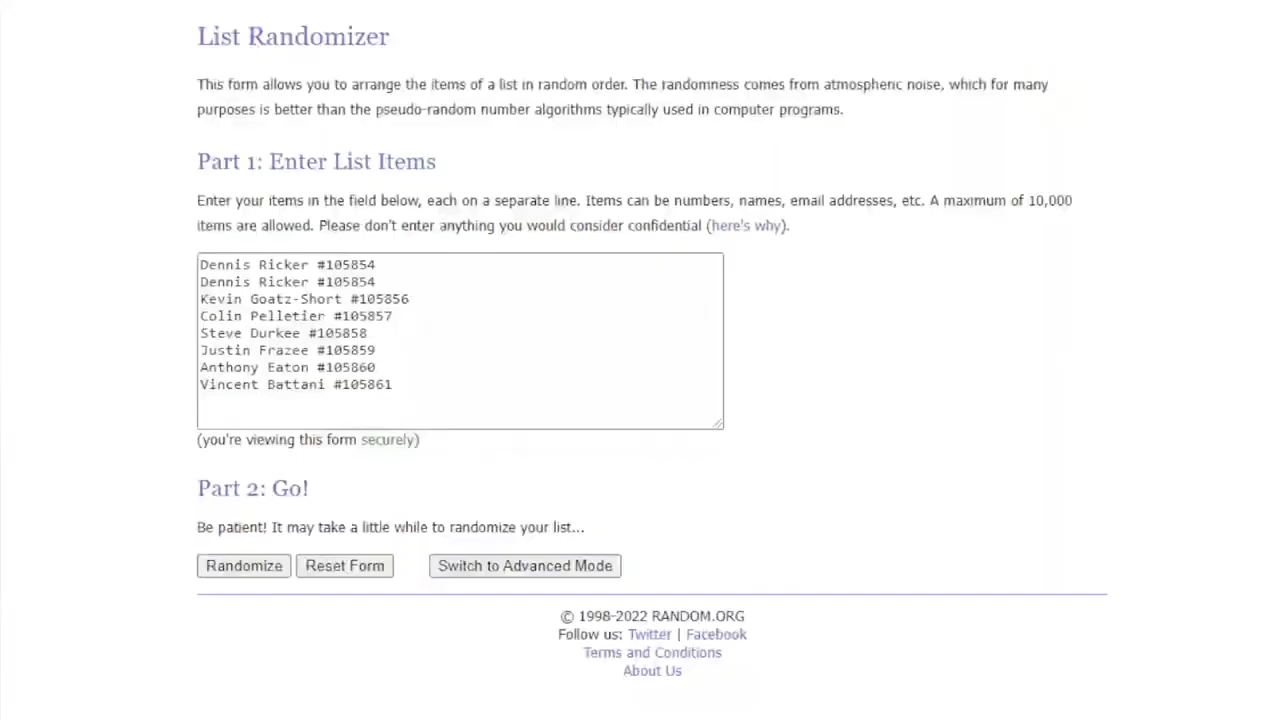 List Randomizer
This form allows you to arrange the items of a list in random order. The randomness comes from atmospheric noise, which for many
purposes is better than the pseudo-random number algorithms typically used in computer programs.
Part 1: Enter List Items
Enter your items in the field below, each on a separate line. Items can be numbers, names, email addresses, etc. A maximum of 10,000
items are allowed. Please don't enter anything you would consider confidential (here's why).
Dennis Ricker #105854
Dennis Ricker #105854
Kevin Goatz-Short #105856
Colin Pelletier #105857
Steve Durkee #105858
Justin Frazee #105859
Anthony Eaton #105860
Vincent Battani #105861
(you're viewing this form securely)
Part 2: Go!
Be patient! It may take a little while to randomize your list...
Randomize Reset Form Switch to Advanced Mode
© 1998-2022 RANDOM.ORG
Follow us: Twitter | Facebook
Terms and Conditions
About Us